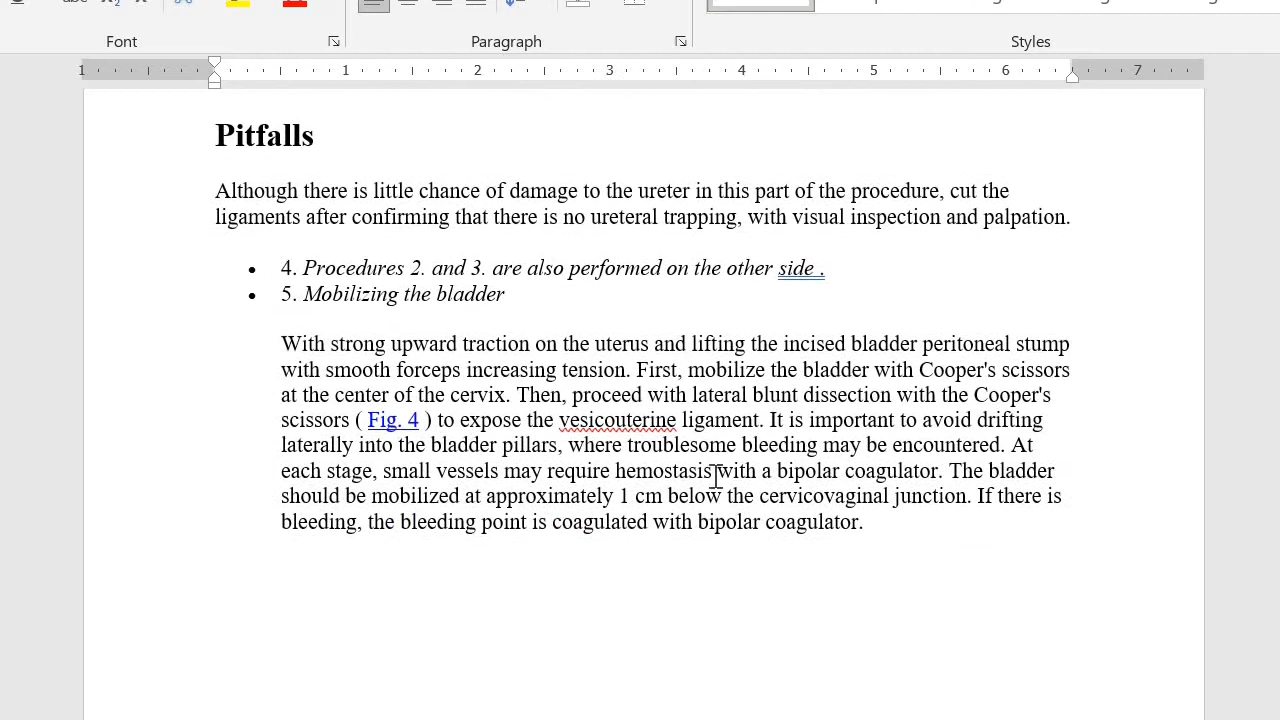 Font
Paragraph
Styles
1 1 2 3 4 5 6 7
Pitfalls
Although there is little chance of damage to the ureter in this part of the procedure, cut the
ligaments after confirming that there is no ureteral trapping, with visual inspection and palpation.
• 4. Procedures 2. and 3. are also performed on the other side .
• 5. Mobilizing the bladder
With strong upward traction on the uterus and lifting the incised bladder peritoneal stump
with smooth forceps increasing tension. First, mobilize the bladder with Cooper's scissors
at the center of the cervix. Then, proceed with lateral blunt dissection with the Cooper's
scissors ( Fig. 4 ) to expose the vesicouterine ligament. It is important to avoid drifting
laterally into the bladder pillars, where troublesome bleeding may be encountered. At
each stage, small vessels may require hemostasis with a bipolar coagulator. The bladder
should be mobilized at approximately 1 cm below the cervicovaginal junction. If there is
bleeding, the bleeding point is coagulated with bipolar coagulator.